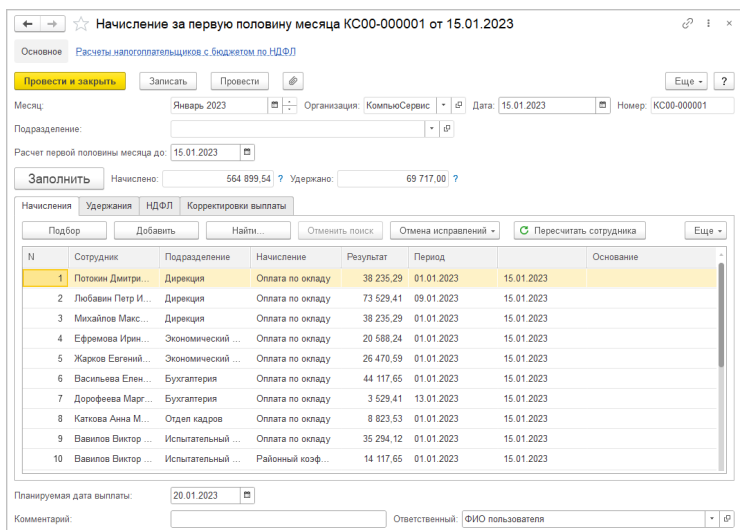 Начисление за первую половину месяца КС00-000001 от 15.01.2023
Основное Расчеты налогоплательщиков с бюджетом по НДФЛ
Провести и закрыть Записать Провести Еще ?
Месяц: Январь 2023 Организация: КомпьюСервис Дата: 15.01.2023 Номер: КС00-000001
Подразделение:
Расчет первой половины месяца до: 15.01.2023
Заполнить Начислено: 564 899,54 ? Удержано: 69 717,00 ?
Начисления Удержания НДФЛ Корректировки выплаты
Подбор Добавить Найти... Отменить поиск Отмена исправлений Пересчитать сотрудника Еще
N Сотрудник Подразделение Начисление Результат Период Основание
1 Потокин Дмитри... Дирекция Оплата по окладу 38 235,29 01.01.2023 15.01.2023
2 Любавин Петр И... Дирекция Оплата по окладу 73 529,41 09.01.2023 15.01.2023
3 Михайлов Макс... Дирекция Оплата по окладу 38 235,29 01.01.2023 15.01.2023
4 Ефремова Ирин... Экономический ... Оплата по окладу 20 588,24 01.01.2023 15.01.2023
5 Жарков Евгений... Экономический ... Оплата по окладу 26 470,59 01.01.2023 15.01.2023
6 Васильева Елен... Бухгалтерия Оплата по окладу 44 117,65 01.01.2023 15.01.2023
7 Дорофеева Марг... Бухгалтерия Оплата по окладу 3 529,41 13.01.2023 15.01.2023
8 Каткова Анна М... Отдел кадров Оплата по окладу 8 823,53 01.01.2023 15.01.2023
9 Вавилов Виктор ... Испытательный ... Оплата по окладу 35 294,12 01.01.2023 15.01.2023
10 Вавилов Виктор ... Испытательный ... Районный коэф... 14 117,65 01.01.2023 15.01.2023
Планируемая дата выплаты: 20.01.2023
Комментарий: Ответственный: ФИО пользователя